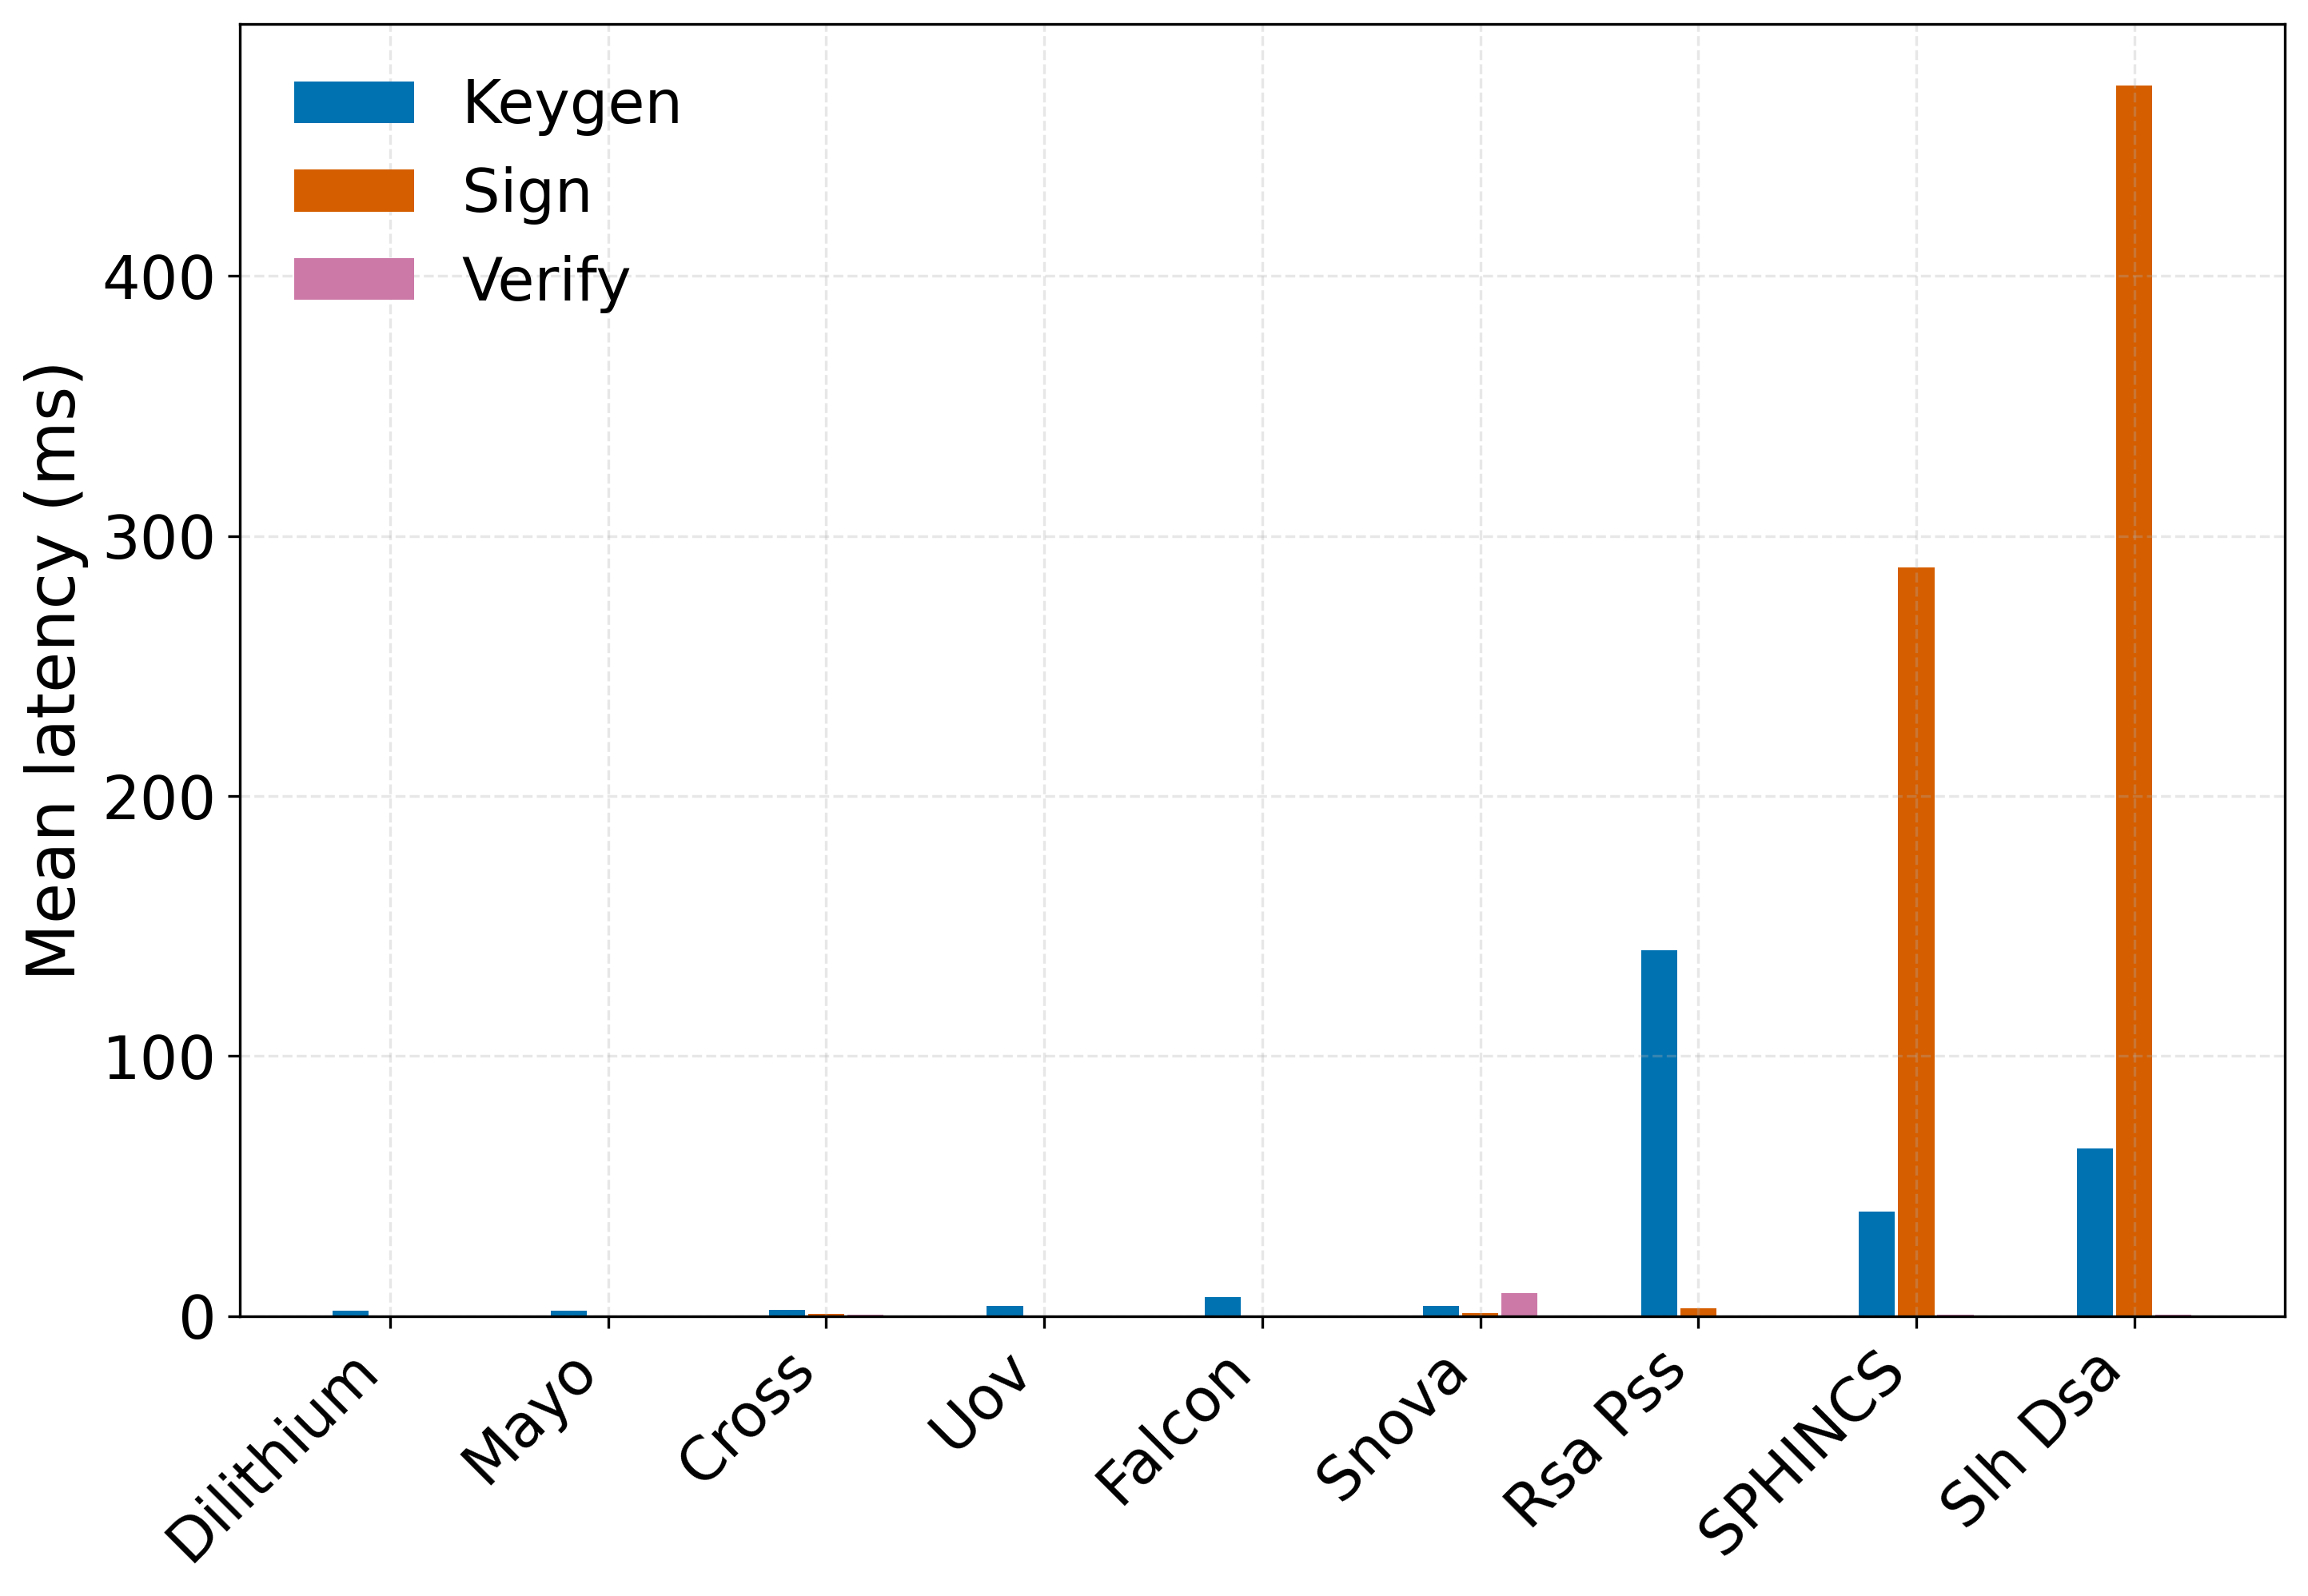 Keygen
Sign
Verify
Mean latency (ms)
400
300
200
100
0
Dilithium
Mayo
Cross
Uov
Falcon
Snova
Rsa Pss
SPHINCS
Slh Dsa